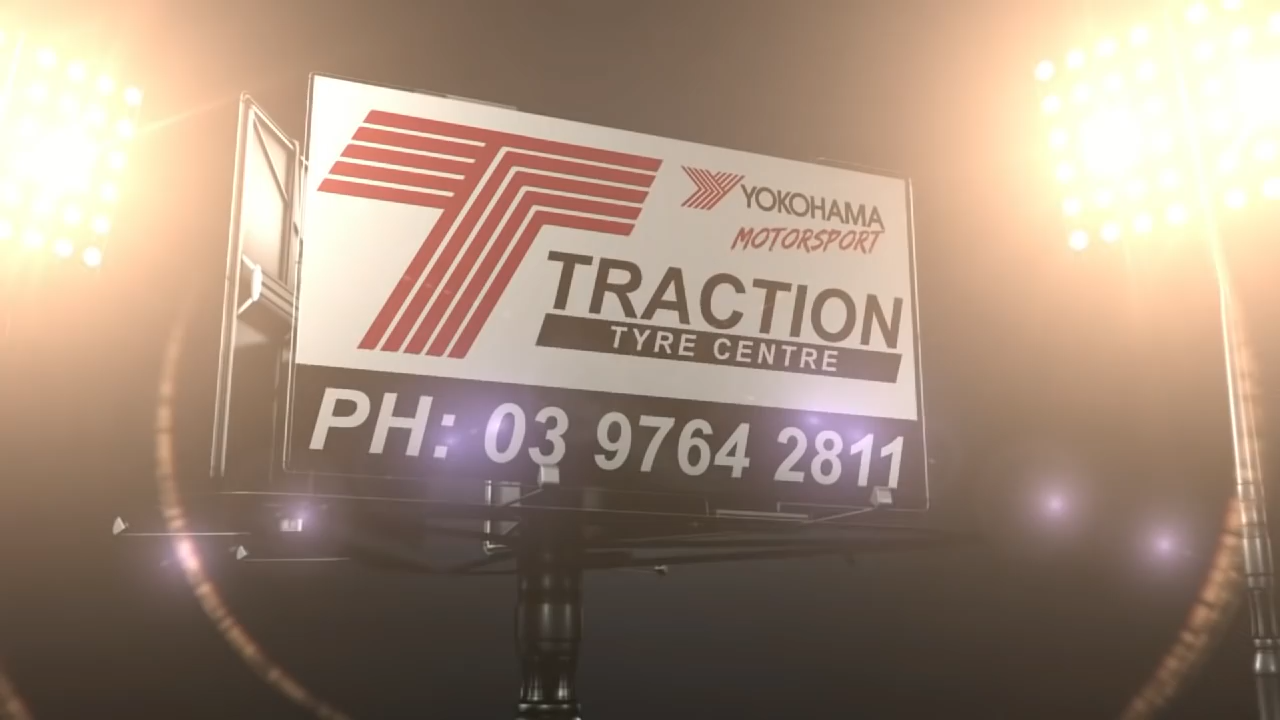 YOKOHAMA
MOTORSPORT
TRACTION
TYRE CENTRE
PH: 03 9764 2811